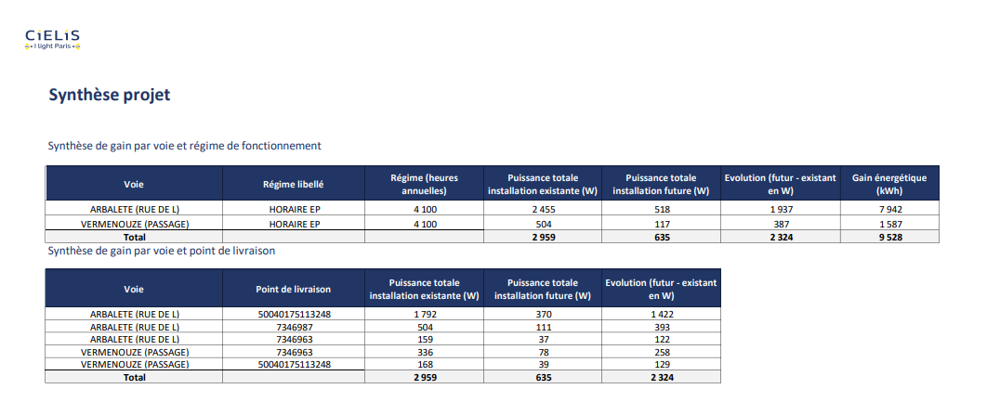 CiELiS
I light Paris
Synthèse projet
Synthèse de gain par voie et régime de fonctionnement
Voie Régime libellé Régime (heures annuelles) Puissance totale installation existante (W) Puissance totale installation future (W) Evolution (futur - existant en W) Gain énergétique (kWh)
ARBALETE (RUE DE L) HORAIRE EP 4 100 2 455 518 1 937 7 942
VERMENOUZE (PASSAGE) HORAIRE EP 4 100 504 117 387 1 587
Total 2 959 635 2 324 9 528
Synthèse de gain par voie et point de livraison
Voie Point de livraison Puissance totale installation existante (W) Puissance totale installation future (W) Evolution (futur - existant en W)
ARBALETE (RUE DE L) 50040175113248 1 792 370 1 422
ARBALETE (RUE DE L) 7346987 504 111 393
ARBALETE (RUE DE L) 7346963 159 37 122
VERMENOUZE (PASSAGE) 7346963 336 78 258
VERMENOUZE (PASSAGE) 50040175113248 168 39 129
Total 2 959 635 2 324